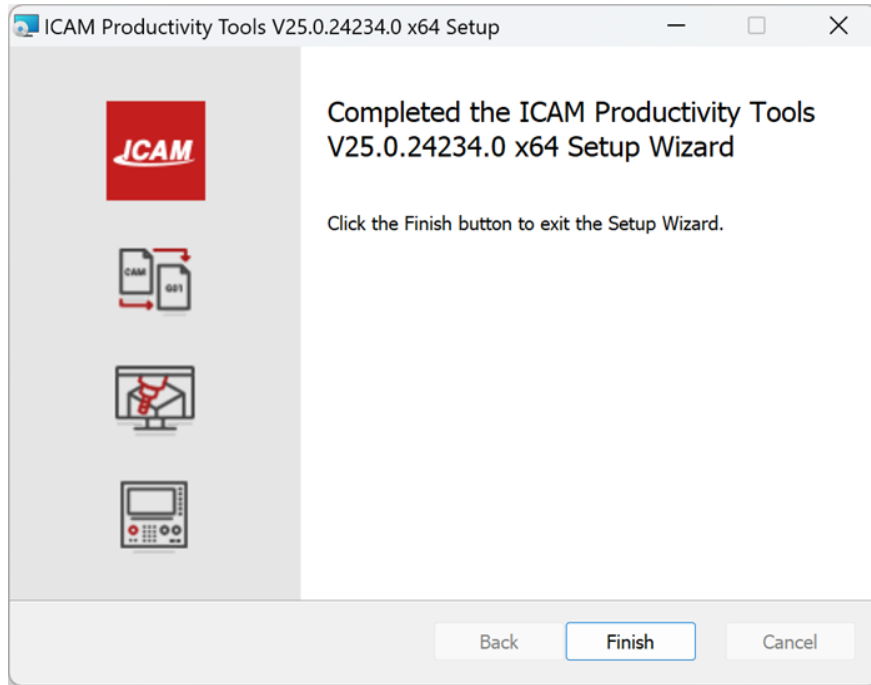 ICAM Productivity Tools V25.0.24234.0 x64 Setup
ICAM
CAM
G01
Completed the ICAM Productivity Tools
V25.0.24234.0 x64 Setup Wizard
Click the Finish button to exit the Setup Wizard.
Back
Finish
Cancel